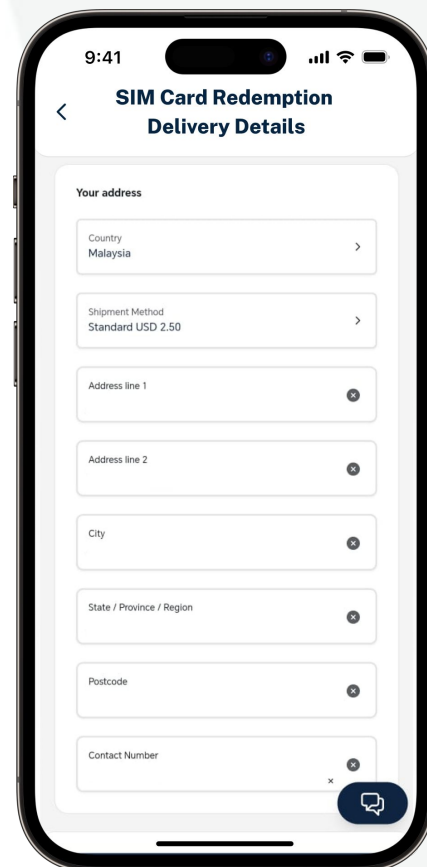 9:41
SIM Card Redemption
Delivery Details
Your address
Country
Malaysia
Shipment Method
Standard USD 2.50
Address line 1
Address line 2
City
State / Province / Region
Postcode
Contact Number